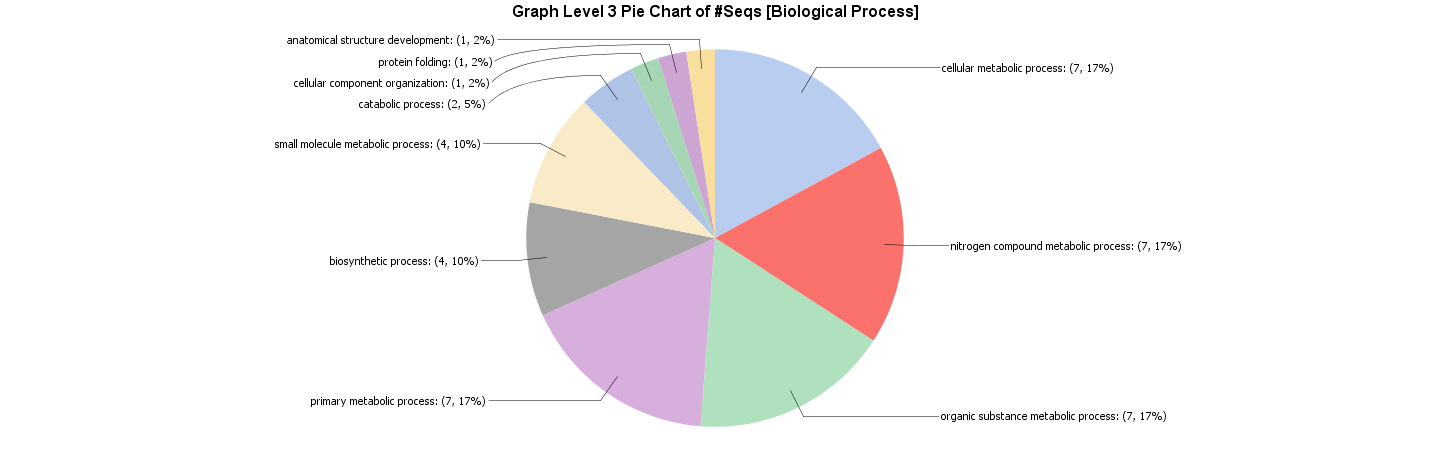 Graph Level 3 Pie Chart of #Seqs [Biological Process]
anatomical structure development: (1, 2%)
protein folding: (1, 2%)
cellular component organization: (1, 2%)
catabolic process: (2, 5%)
small molecule metabolic process: (4, 10%)
biosynthetic process: (4, 10%)
primary metabolic process: (7, 17%)
cellular metabolic process: (7, 17%)
nitrogen compound metabolic process: (7, 17%)
organic substance metabolic process: (7, 17%)